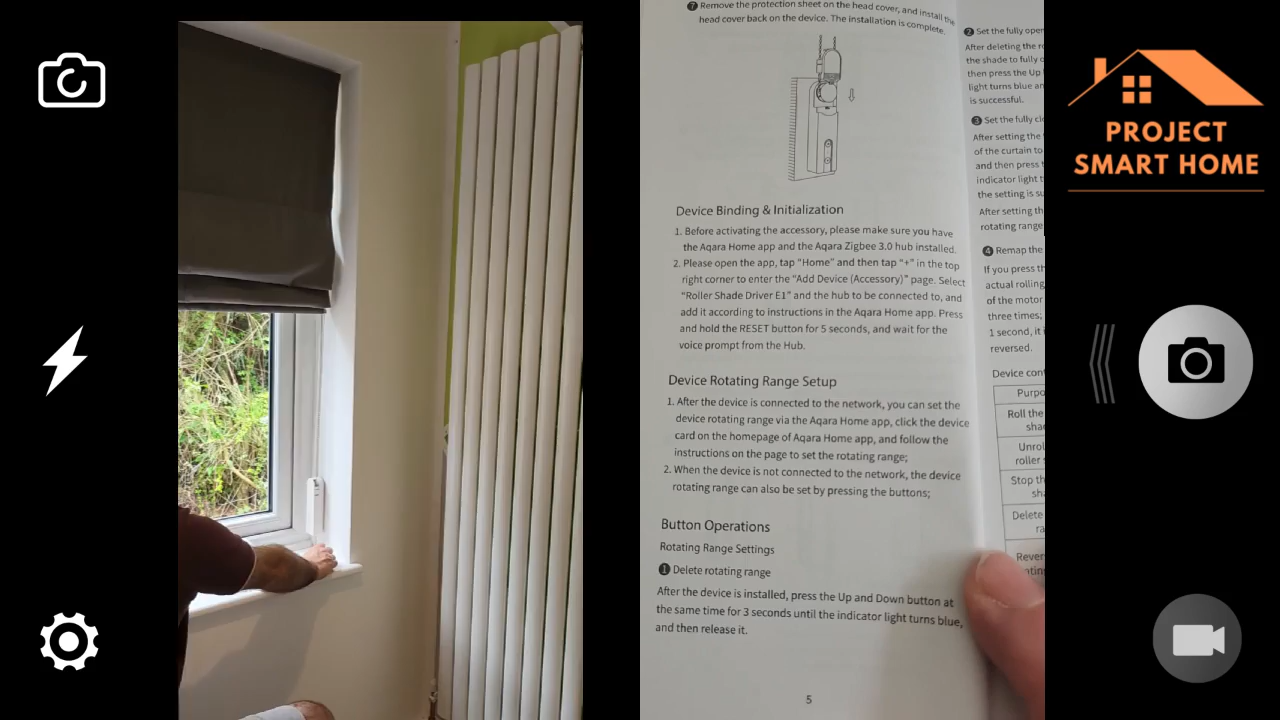 7 Remove the protection sheet on the head cover, and install the
head cover back on the device. The installation is complete.
Device Binding & Initialization
1. Before activating the accessory, please make sure you have
the Aqara Home app and the Aqara Zigbee 3.0 hub installed.
2. Please open the app, tap "Home" and then tap "+" in the top
right corner to enter the "Add Device (Accessory)" page. Select
"Roller Shade Driver E1" and the hub to be connected to, and
add it according to instructions in the Aqara Home app. Press
and hold the RESET button for 5 seconds, and wait for the
voice prompt from the Hub.
Device Rotating Range Setup
1. After the device is connected to the network, you can set the
device rotating range via the Aqara Home app, click the device
card on the homepage of Aqara Home app, and follow the
instructions on the page to set the rotating range;
2. When the device is not connected to the network, the device
rotating range can also be set by pressing the buttons;
Button Operations
Rotating Range Settings
1 Delete rotating range
After the device is installed, press the Up and Down button at
the same time for 3 seconds until the indicator light turns blue,
and then release it.
5
2 Set the fully
After deleting the
the shade to fully
then press the Up
light turns blue
is successful.
3 Set the fully
After setting the
of the curtain to
and then press
indicator light
the setting is
After setting the
rotating range
4 Remap the
If you press
actual rolling
of the motor
three times;
1 second, it
reversed.
Device
Roll the
Unrol
roller
Stop
Delete
PROJECT
SMART HOME